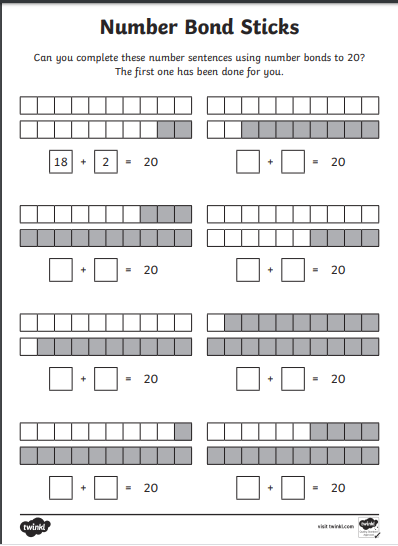 Number Bond Sticks
Can you complete these number sentences using number bonds to 20?
The first one has been done for you.
18 + 2 = 20
+ = 20
+ = 20
+ = 20
+ = 20
+ = 20
+ = 20
+ = 20
twinkl
visit twinkl.com
twinkl